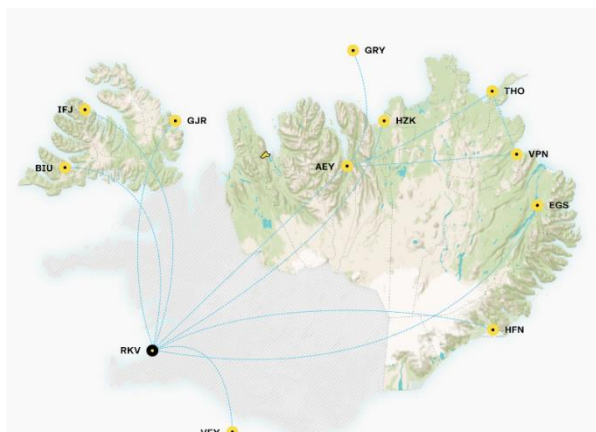 GRY
THO
IFJ
GJR
HZK
VPN
AEY
BIU
EGS
HFN
RKV